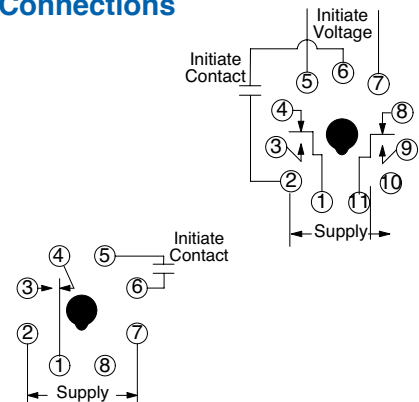 Connections
Initiate
Voltage
Initiate
Contact
5
6
7
4
8
3
9
2
10
1
11
Supply
4
5
Initiate
Contact
3
6
2
7
1
8
Supply